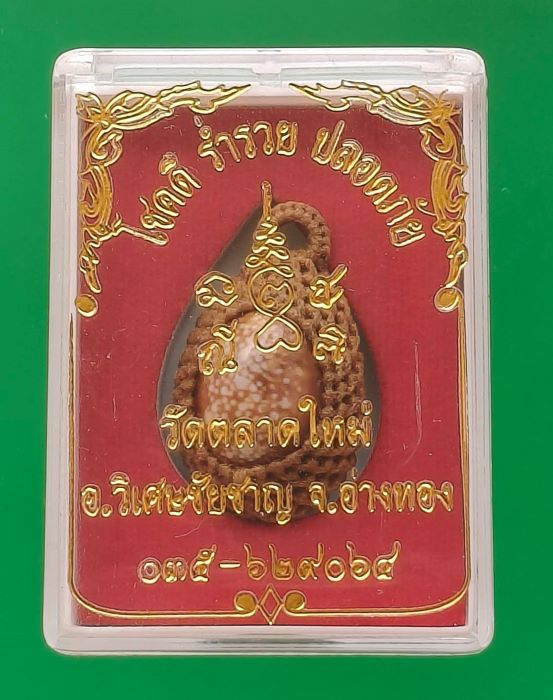 โชคดี ร่ำรวย ปลอดภัย
วัดตลาดใหม่
อ.วิเศษชัยชาญ จ.อ่างทอง
๐๓๕-๖๒๙๐๖๔